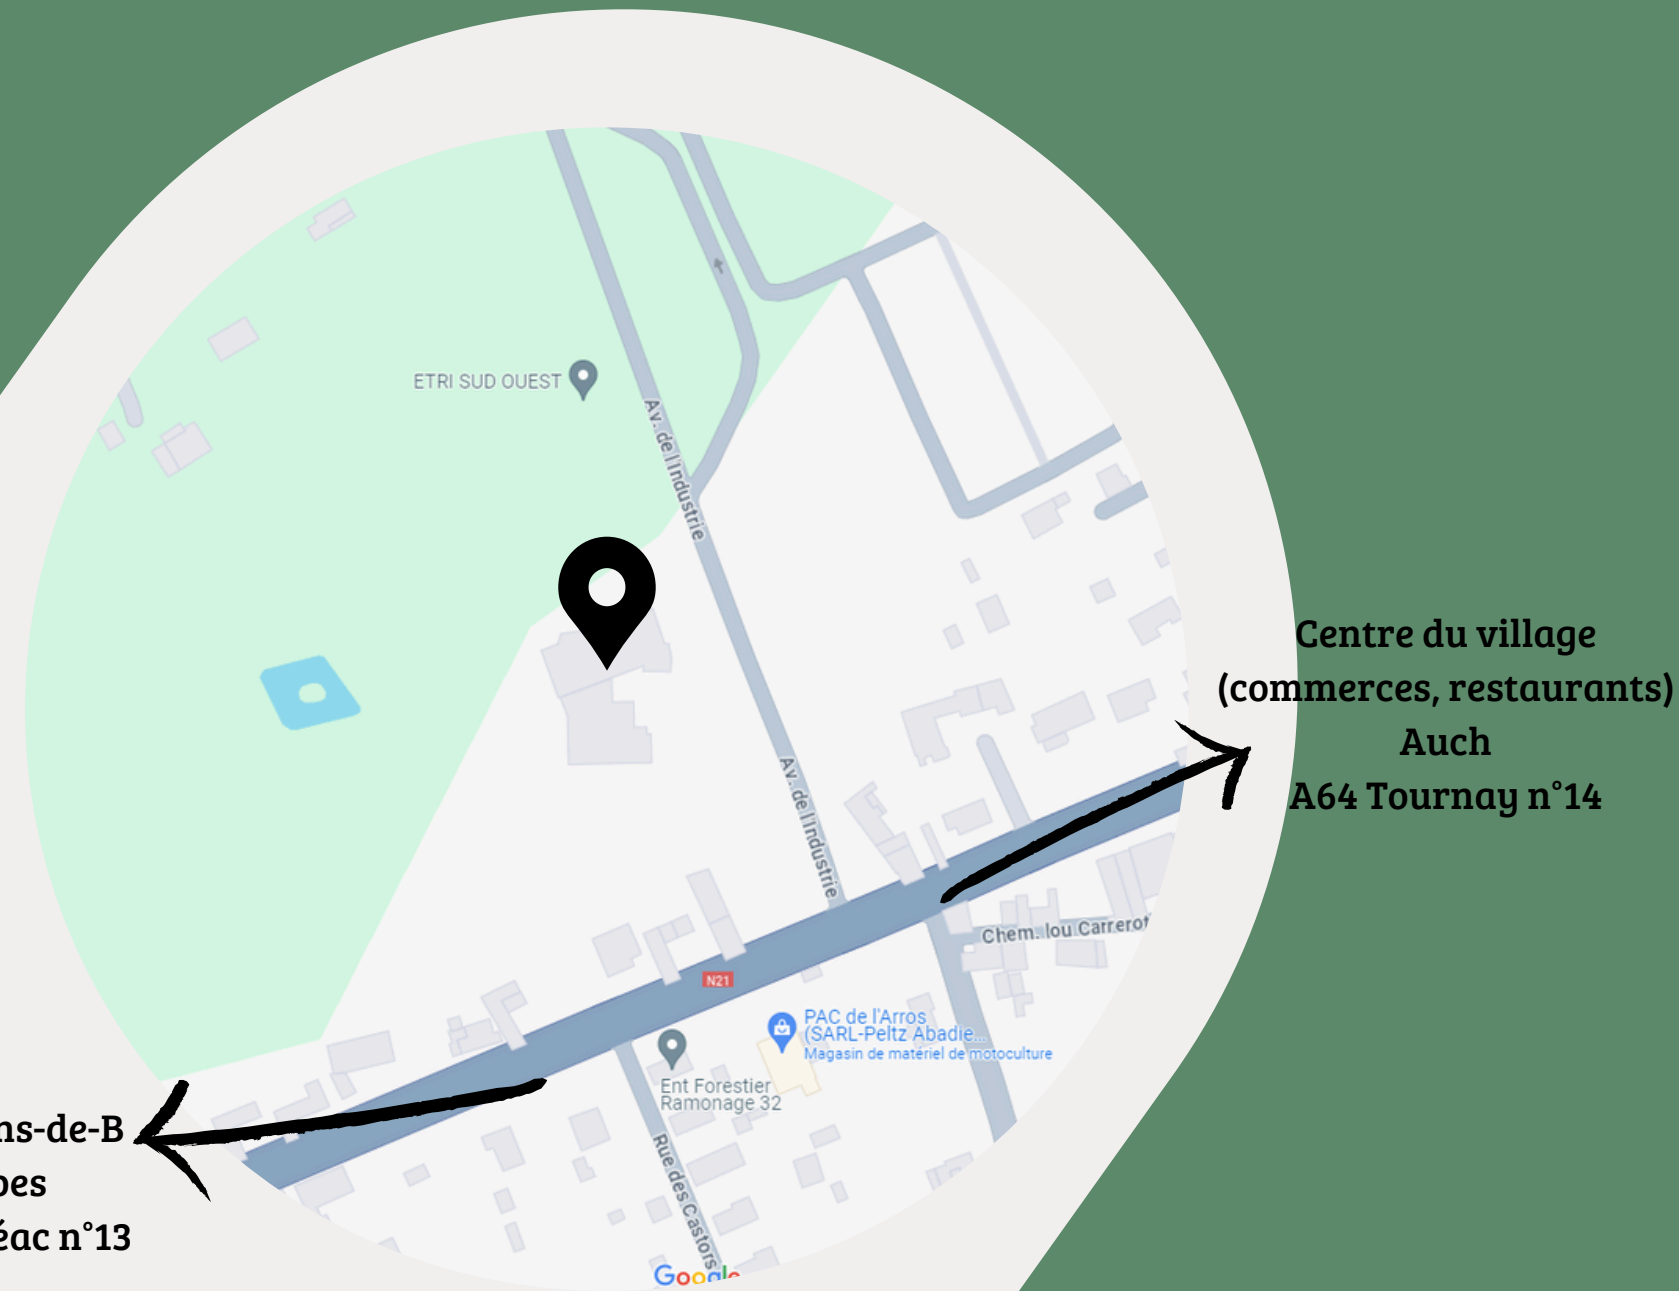 ETRI SUD OUEST
Av. de l'Industrie
Centre du village
(commerces, restaurants)
Auch
A64 Tournay n°14
Av. de l'Industrie
Chem. lou Carrerot
N21
PAC de l'Arros
(SARL-Peltz Abadie...
Magasin de matériel de motoculture
Ent Forestier
Ramonage 32
ns-de-B
bes
éac n°13
Rue des Castors
Google